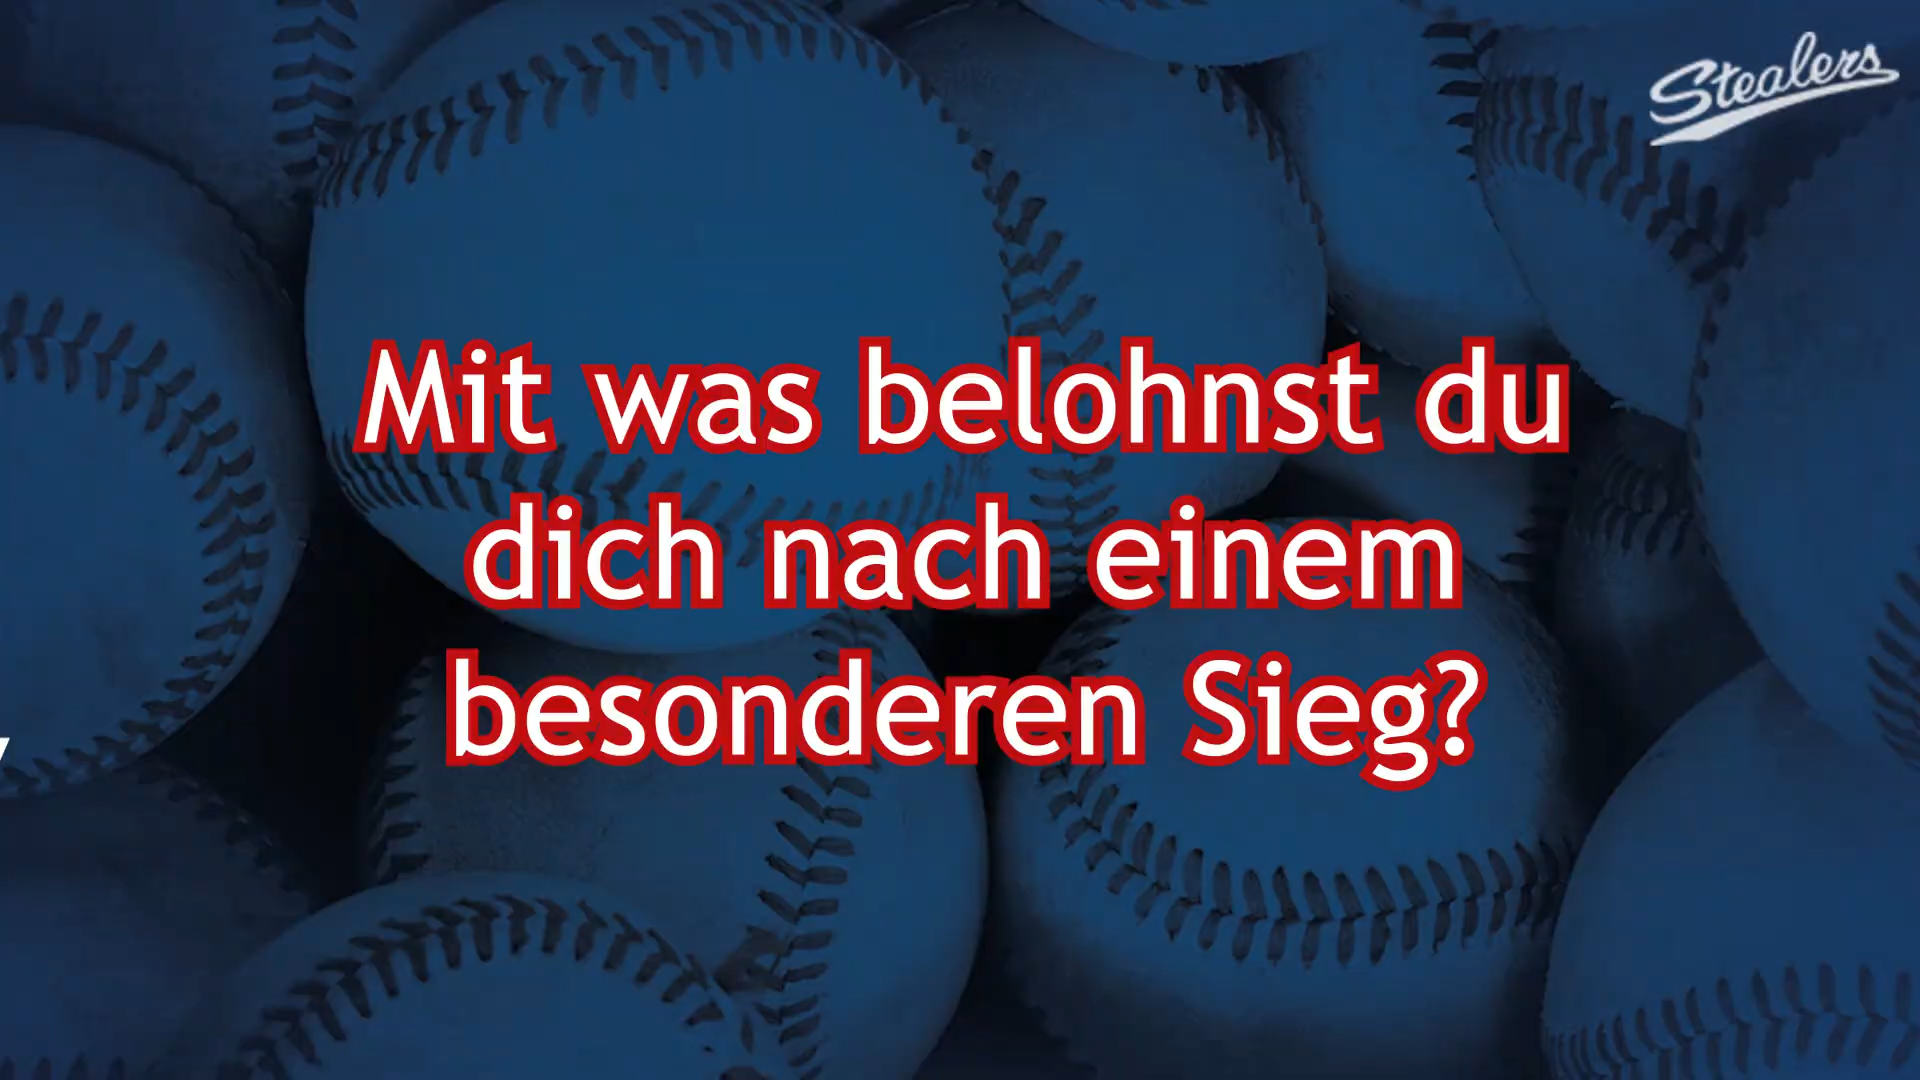 Stealers
Mit was belohnst du
dich nach einem
besonderen Sieg?